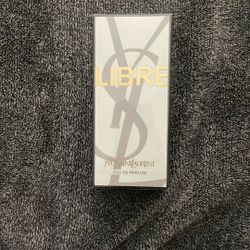 LIBRE
YVESSAINTLAURENT
EAU DE PARFUM